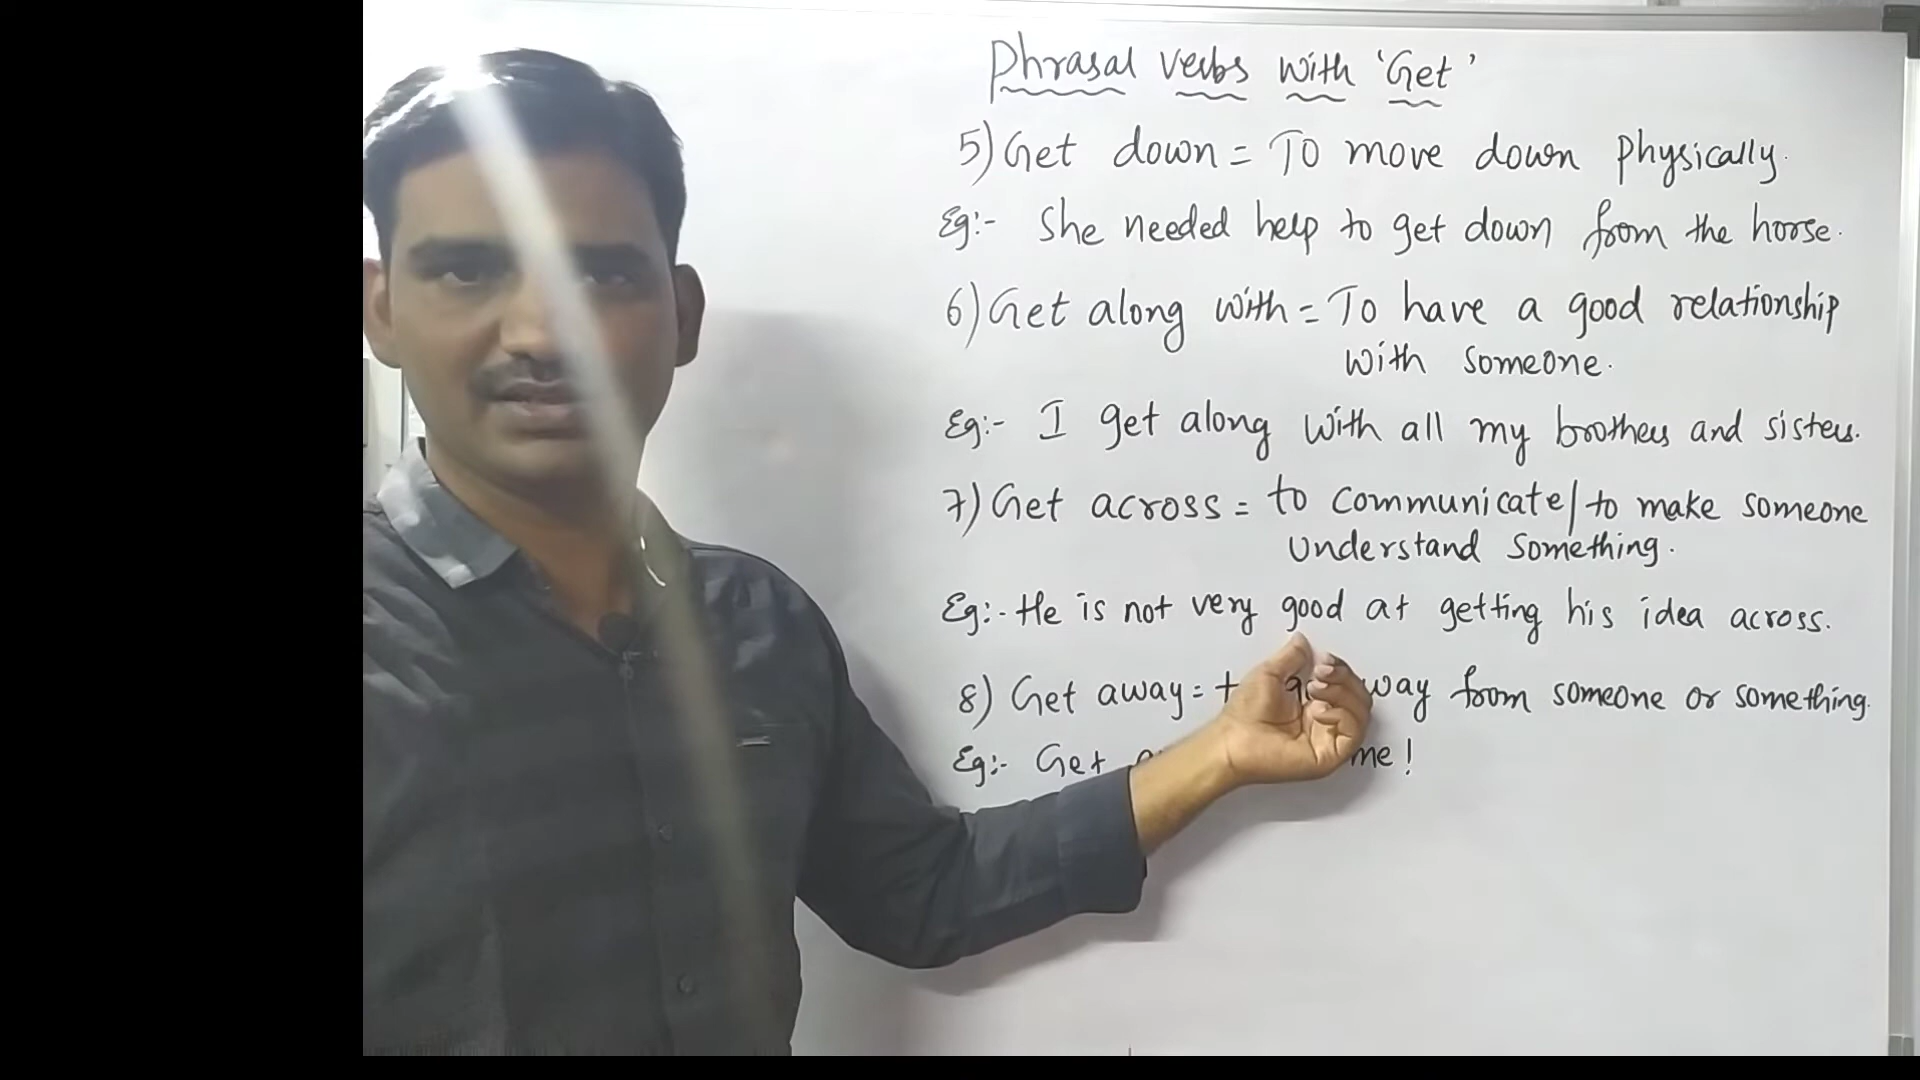 Phrasal verbs with 'Get'
5) Get down = To move down physically.
Eg:- She needed help to get down from the horse.
6) Get along with = To have a good relationship
with someone.
Eg:- I get along with all my brothers and sisters.
7) Get across = to communicate/to make someone
understand something.
Eg:- He is not very good at getting his idea across.
8) Get away = from someone or something.
Eg:- Get me!